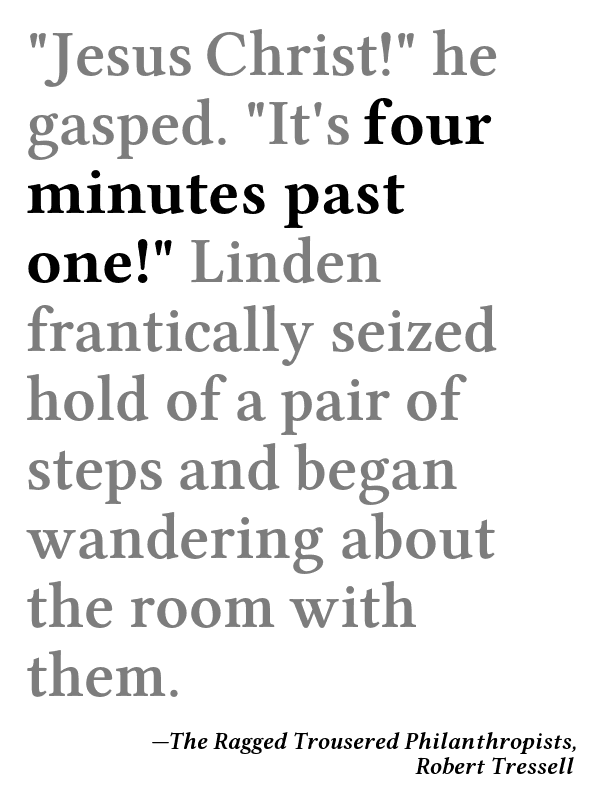 "Jesus Christ!" he
gasped. "It's four
minutes past
one!" Linden
frantically seized
hold of a pair of
steps and began
wandering about
the room with
them.
—The Ragged Trousered Philanthropists,
Robert Tressell